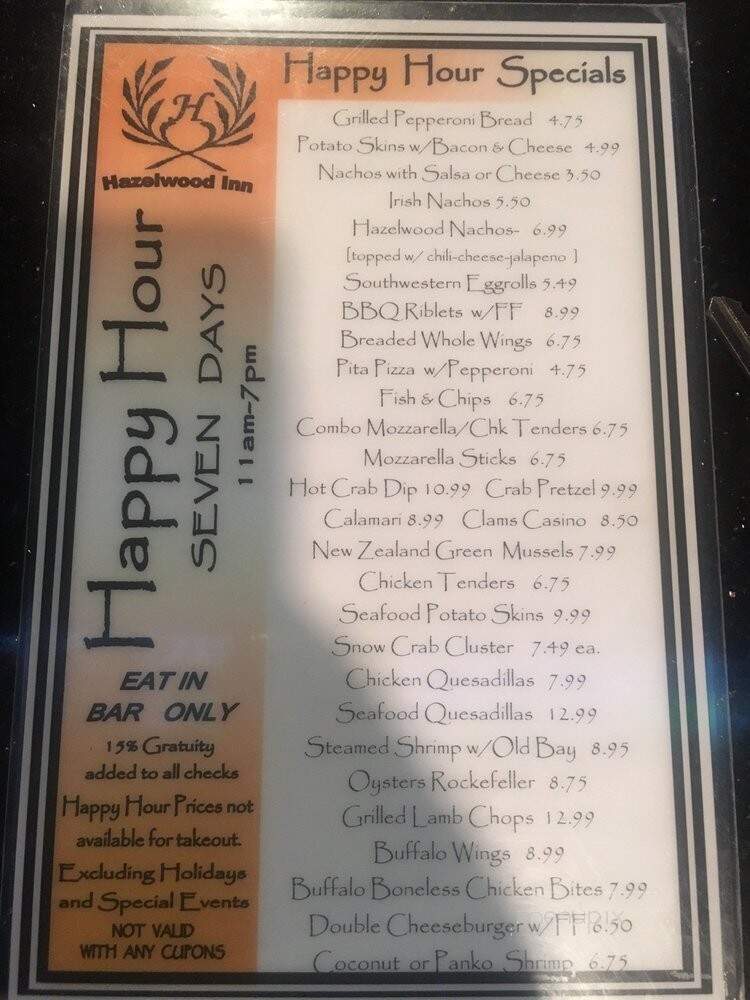 H
Hazelwood Inn
Happy Hour
SEVEN DAYS
11am-7pm
EAT IN
BAR ONLY
15% Gratuity
added to all checks
Happy Hour Prices not
available for takeout.
Excluding Holidays
and Special Events
NOT VALID
WITH ANY CUPONS
Happy Hour Specials
Grilled Pepperoni Bread 4.75
Potato Skins w/Bacon & Cheese 4.99
Nachos with Salsa or Cheese 3.50
Irish Nachos 5.50
Hazelwood Nachos- 6.99
[topped w/ chili-cheese-jalapeno ]
Southwestern Eggrolls 5.49
BBQ Riblets w/FF 8.99
Breaded Whole Wings 6.75
Pita Pizza w/Pepperoni 4.75
Fish & Chips 6.75
Combo Mozzarella/Chk Tenders 6.75
Mozzarella Sticks 6.75
Hot Crab Dip 10.99 Crab Pretzel 9.99
Calamari 8.99 Clams Casino 8.50
New Zealand Green Mussels 7.99
Chicken Tenders 6.75
Seafood Potato Skins 9.99
Snow Crab Cluster 7.49 ea.
Chicken Quesadillas 7.99
Seafood Quesadillas 12.99
Steamed Shrimp w/Old Bay 8.95
Oysters Rockefeller 8.75
Grilled Lamb Chops 12.99
Buffalo Wings 8.99
Buffalo Boneless Chicken Bites 7.99
Double Cheeseburger w/FF 6.50
Coconut or Panko Shrimp 6.75